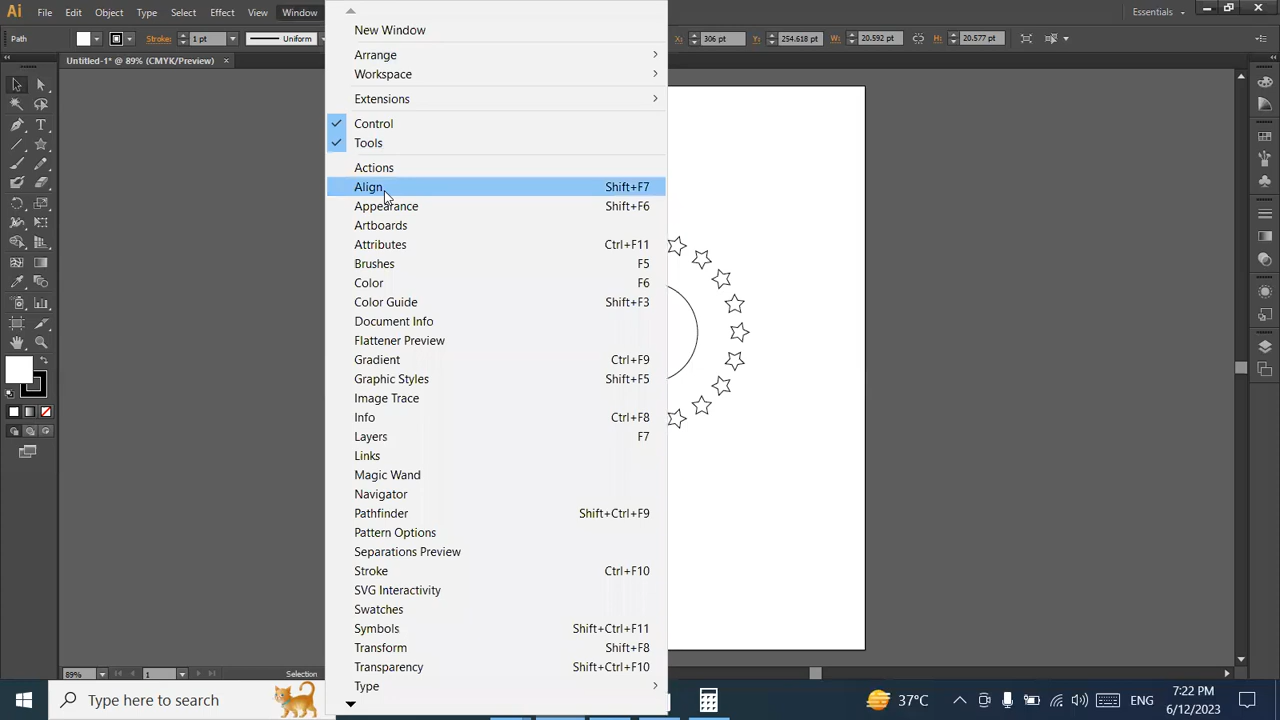 Ai File Edit Object Type Select Effect View Window Essentials
Path Stroke: 1 pt Uniform X: 306 pt Y: 254.618 pt W: 20.592 pt H: 20.577 pt
Untitled-1* @ 89% (CMYK/Preview) ×
New Window
Arrange
Workspace
Extensions
Control
Tools
Actions
Align Shift+F7
Appearance Shift+F6
Artboards
Attributes Ctrl+F11
Brushes F5
Color F6
Color Guide Shift+F3
Document Info
Flattener Preview
Gradient Ctrl+F9
Graphic Styles Shift+F5
Image Trace
Info Ctrl+F8
Layers F7
Links
Magic Wand
Navigator
Pathfinder Shift+Ctrl+F9
Pattern Options
Separations Preview
Stroke Ctrl+F10
SVG Interactivity
Swatches
Symbols Shift+Ctrl+F11
Transform Shift+F8
Transparency Shift+Ctrl+F10
Type
89% 1 Selection
Type here to search 37°C ENG 7:22 PM
6/12/2023